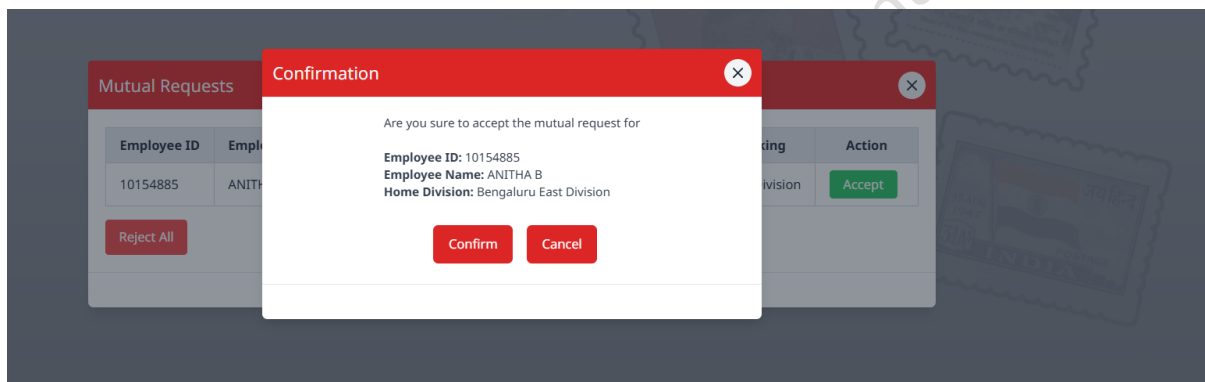 Confirmation
Mutual Requests
Are you sure to accept the mutual request for
Employee ID: 10154885
Employee Name: ANITHA B
Home Division: Bengaluru East Division
Confirm Cancel
Employee ID Action
10154885 Accept
Reject All
INDIA